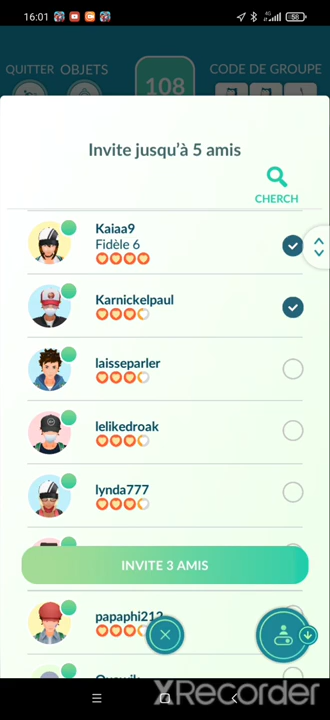 16:01
58
QUITTER OBJETS
108
CODE DE GROUPE
Invite jusqu'à 5 amis
CHERCH
Kaiaa9
Fidèle 6
Karnickelpaul
laisseparler
lelikedroak
lynda777
INVITE 3 AMIS
papaphi212
XRecorder